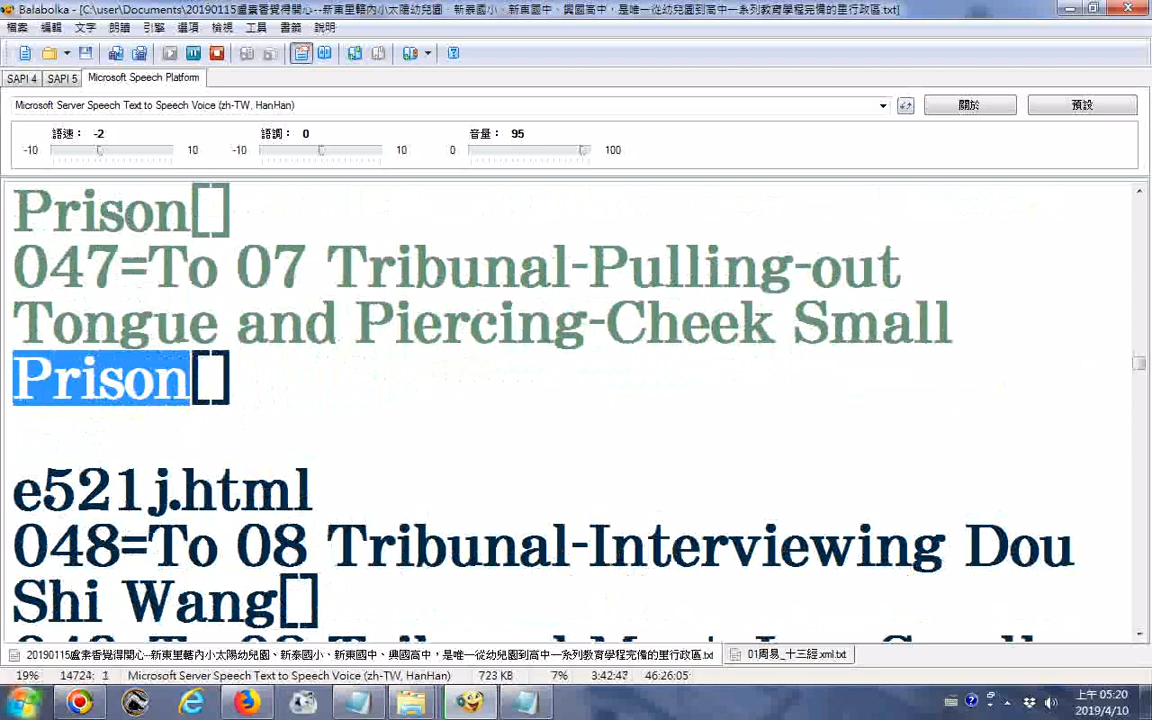 Balabolka - [C:\user\Documents\20190115盧素香覺得開心--新東里轄內小太陽幼兒園、新泰國小、新東國中、興國高中，是唯一從幼兒園到高中一系列教育學程完備的里行政區.txt]
檔案 編輯 文字 朗讀 引擎 選項 檢視 工具 書籤 說明
SAPI 4 SAPI 5 Microsoft Speech Platform
Microsoft Server Speech Text to Speech Voice (zh-TW, HanHan) 關於 預設
語速： -2 語調： 0 音量： 95
-10 10 -10 10 0 100
Prison[]
047=To 07 Tribunal-Pulling-out
Tongue and Piercing-Cheek Small
Prison[]
e521j.html
048=To 08 Tribunal-Interviewing Dou
Shi Wang[]
20190115盧素香覺得開心--新東里轄內小太陽幼兒園、新泰國小、新東國中、興國高中，是唯一從幼兒園到高中一系列教育學程完備的里行政區.txt 01周易_十三經.txt
19% 14724: 1 Microsoft Server Speech Text to Speech Voice (zh-TW, HanHan) 723 KB 7% 3:42:43 46:26:05
上午 05:20
2019/4/10